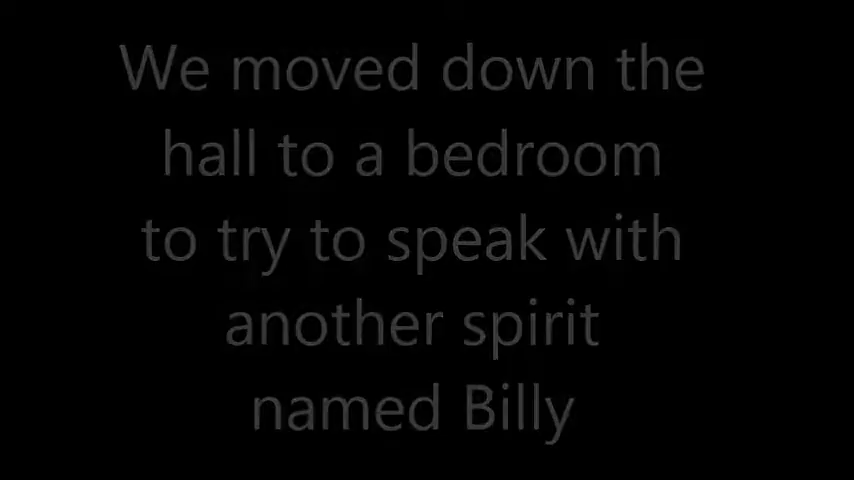 We moved down the
hall to a bedroom
to try to speak with
another spirit
named Billy